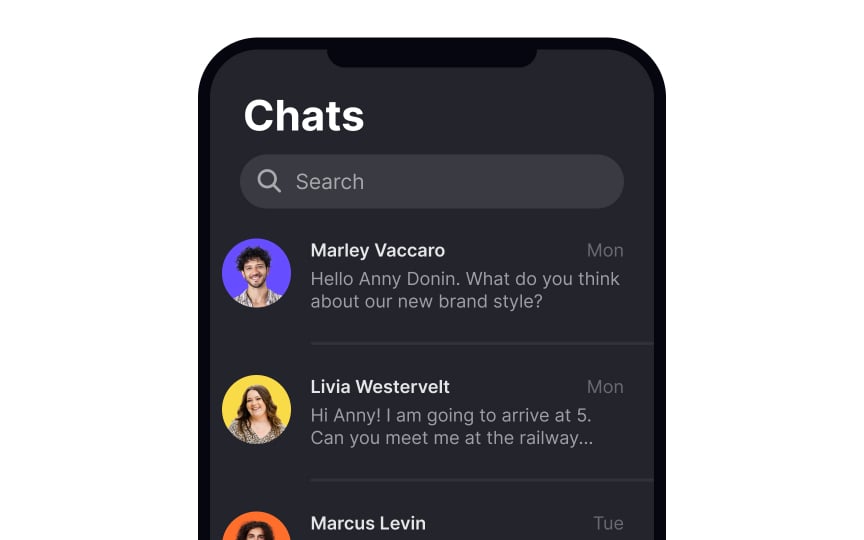 Chats
Search
Marley Vaccaro Mon
Hello Anny Donin. What do you think
about our new brand style?
Livia Westervelt Mon
Hi Anny! I am going to arrive at 5.
Can you meet me at the railway...
Marcus Levin Tue